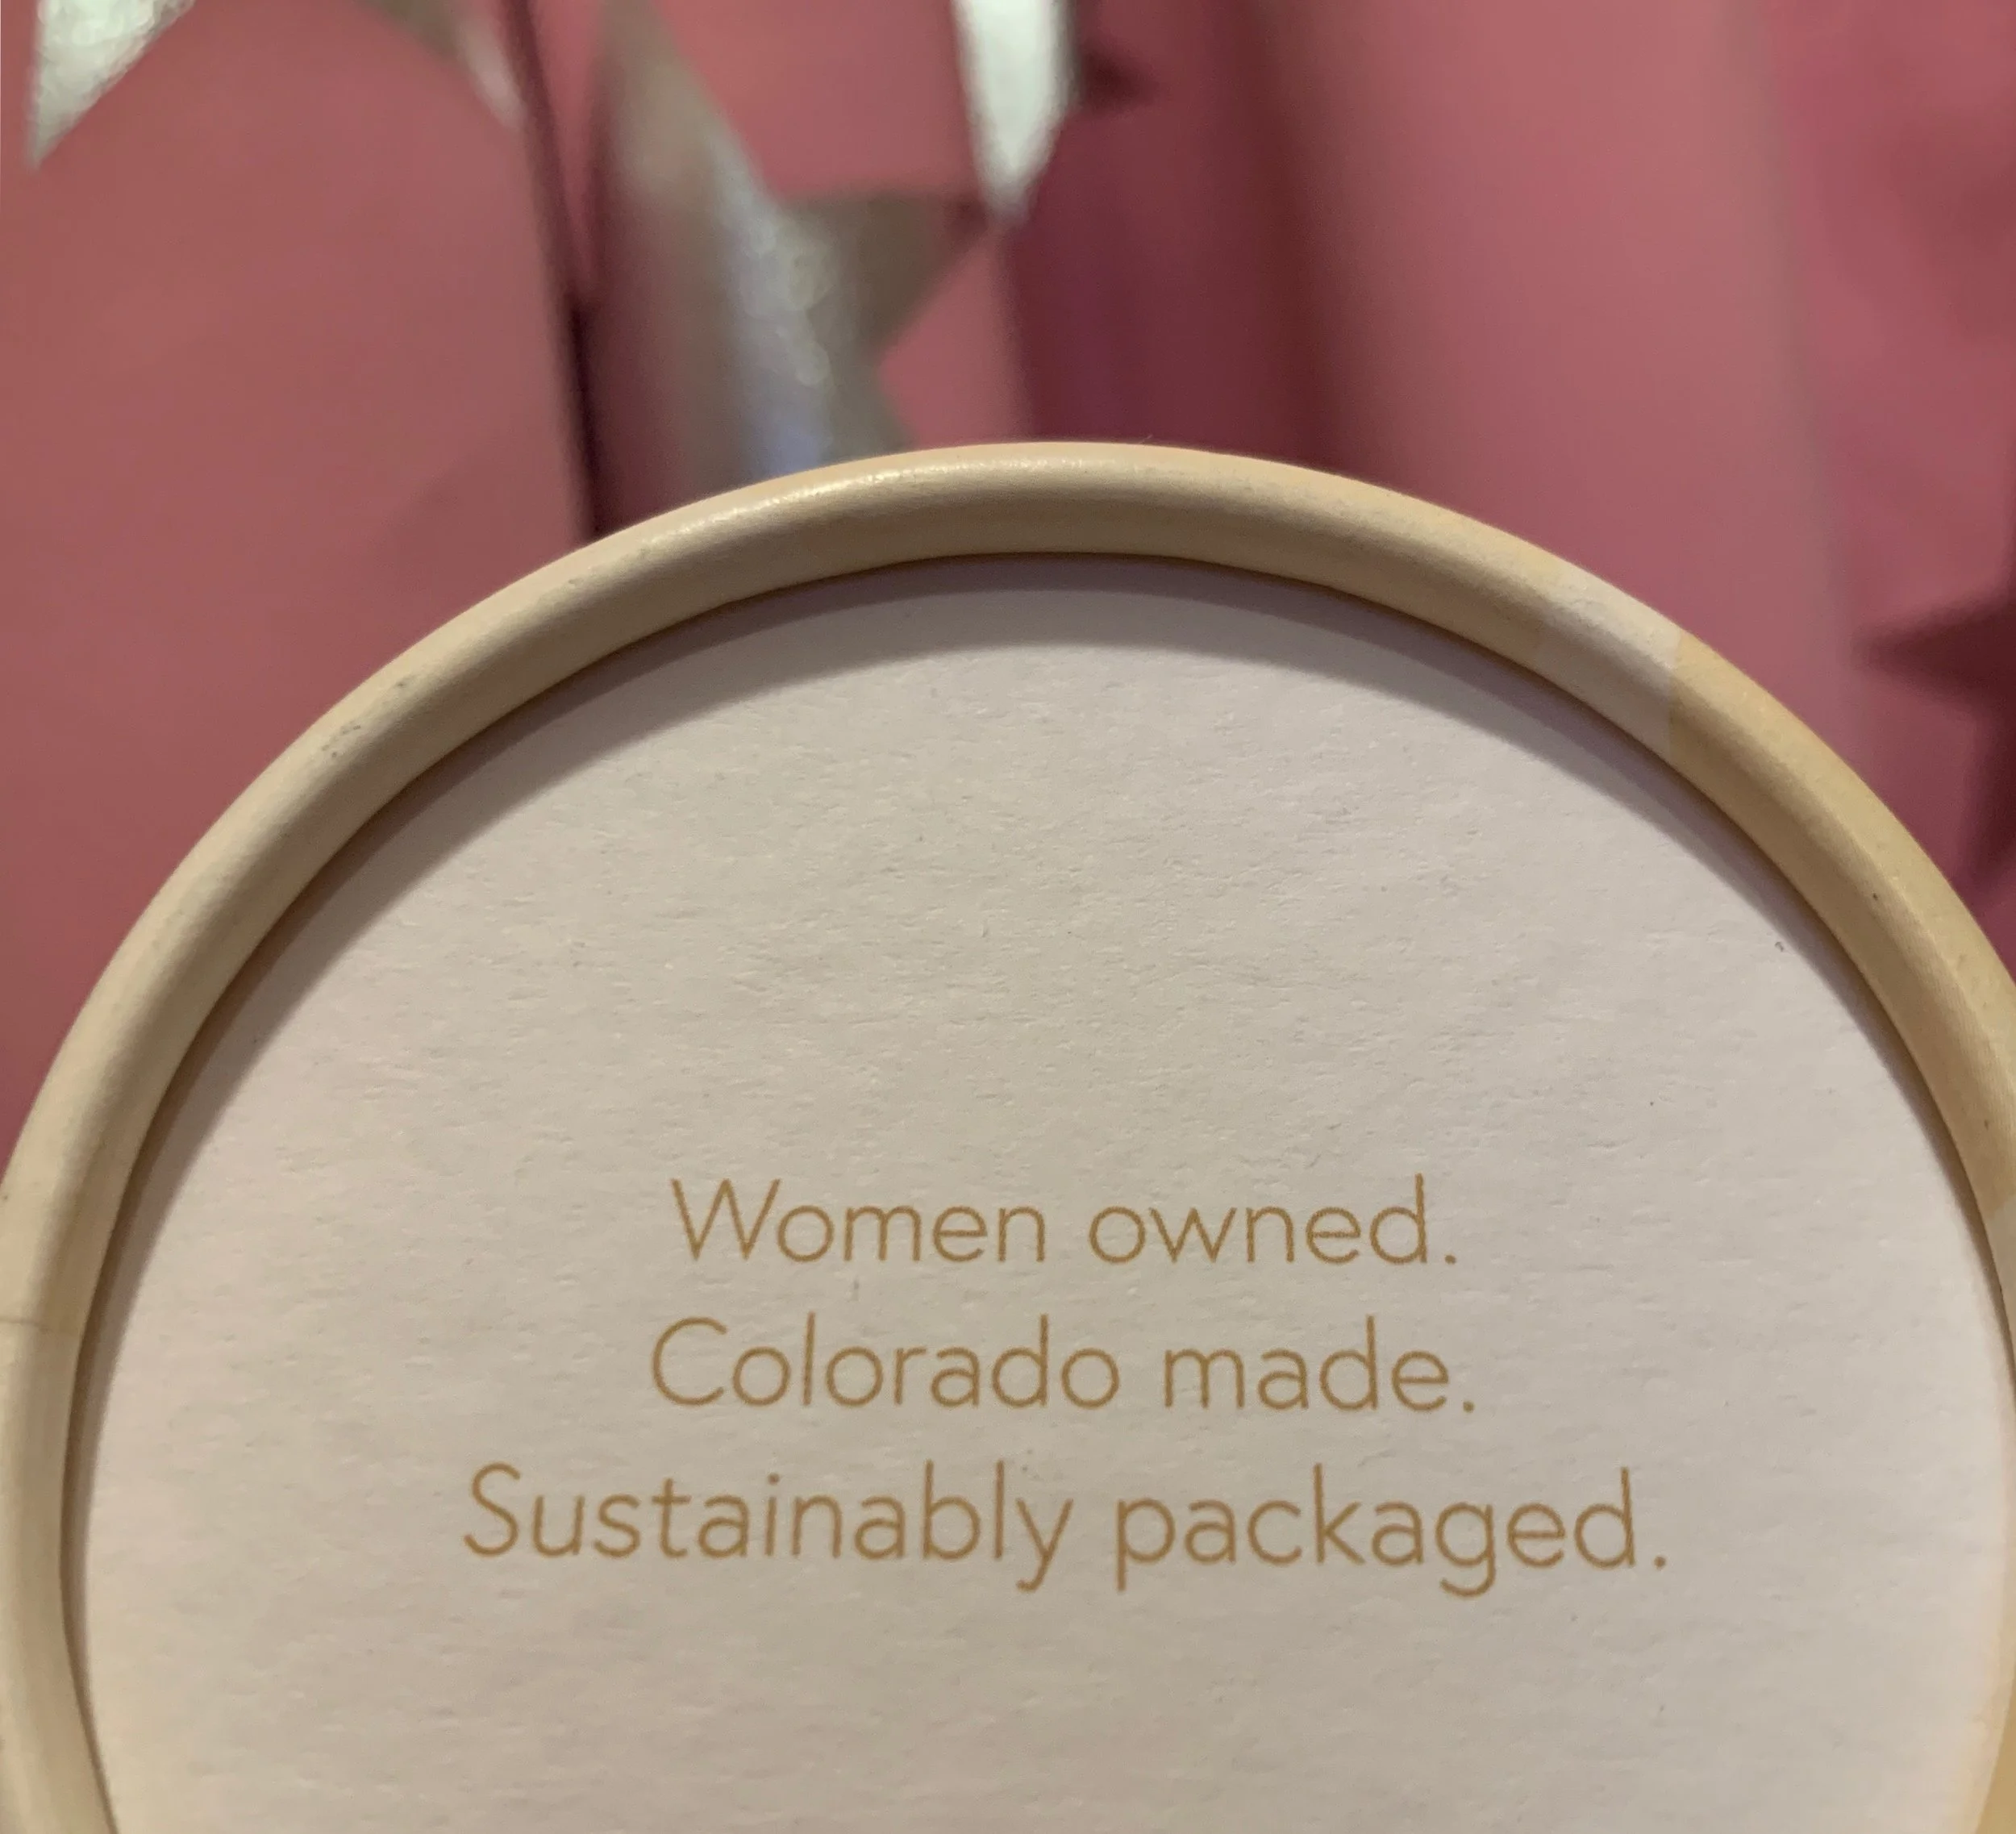 Women owned.
Colorado made.
Sustainably packaged.